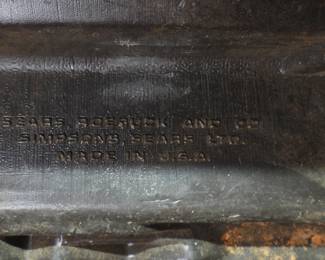 SEARS, ROEBUCK AND CO
SIMPSONS, SEARS LTD.
MADE IN U.S.A.